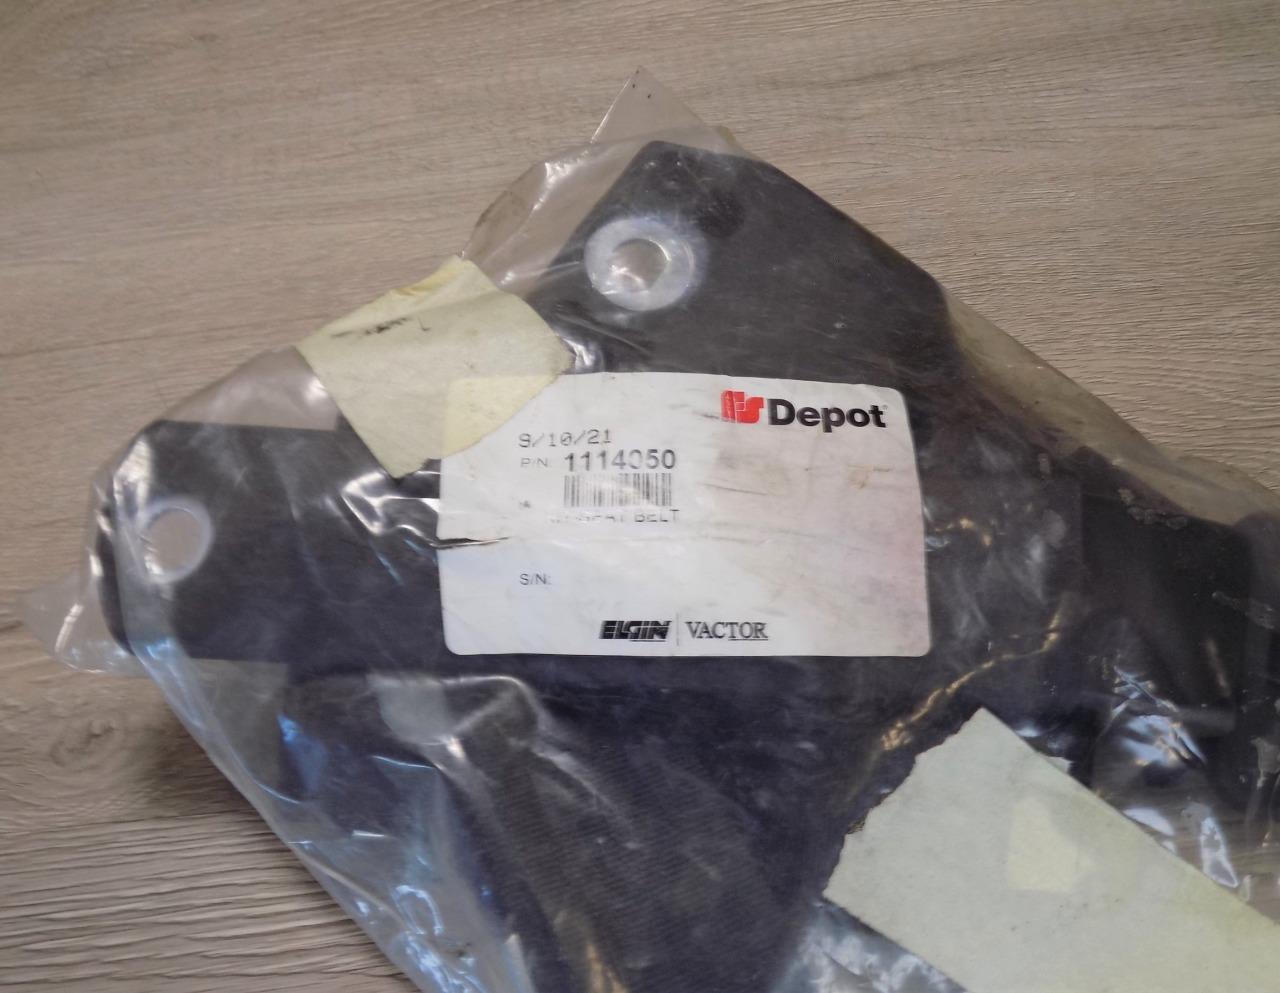 Depot
9/10/21
P/N: 1114050
BELT
S/N:
ELGIN | VACTOR